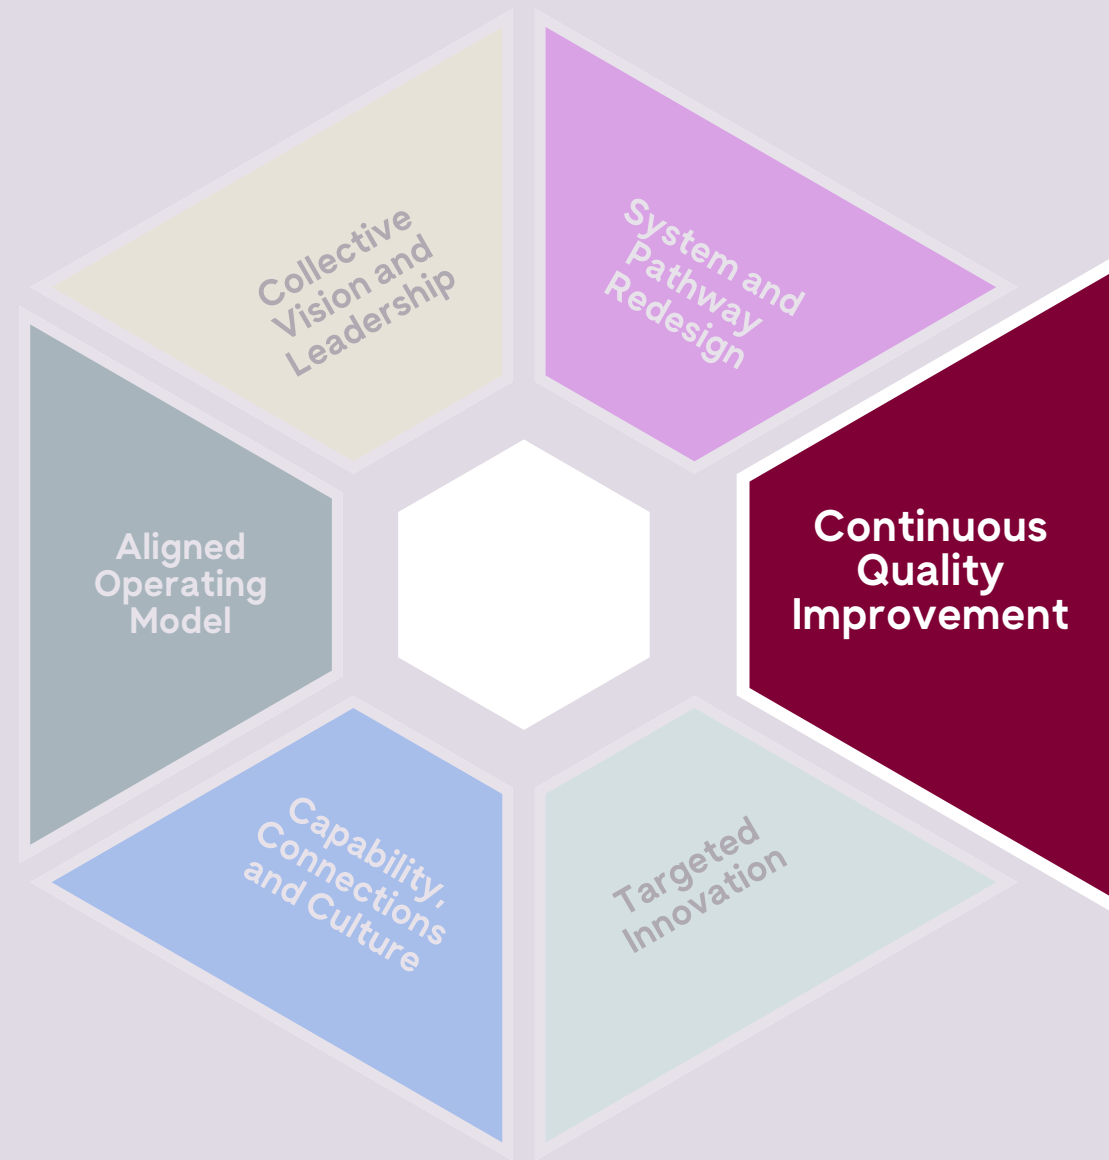 Collective
Vision and
Leadership
System and
Pathway
Redesign
Continuous
Quality
Improvement
Targeted
Innovation
Capability,
Connections
and Culture
Aligned
Operating
Model